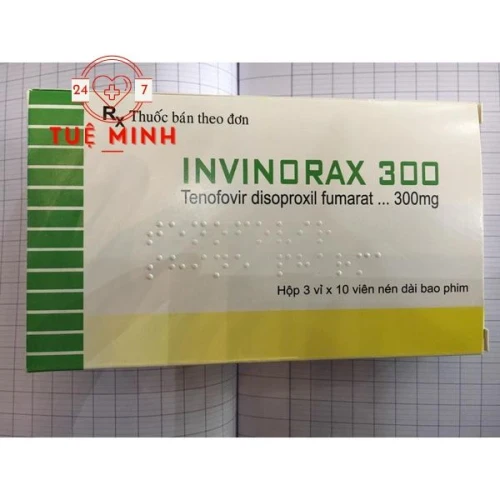 24 7
Rx Thuốc bán theo đơn
TUỆ MINH
INVINORAX 300
Tenofovir disoproxil fumarat ... 300mg
Hộp 3 vỉ x 10 viên nén dài bao phim